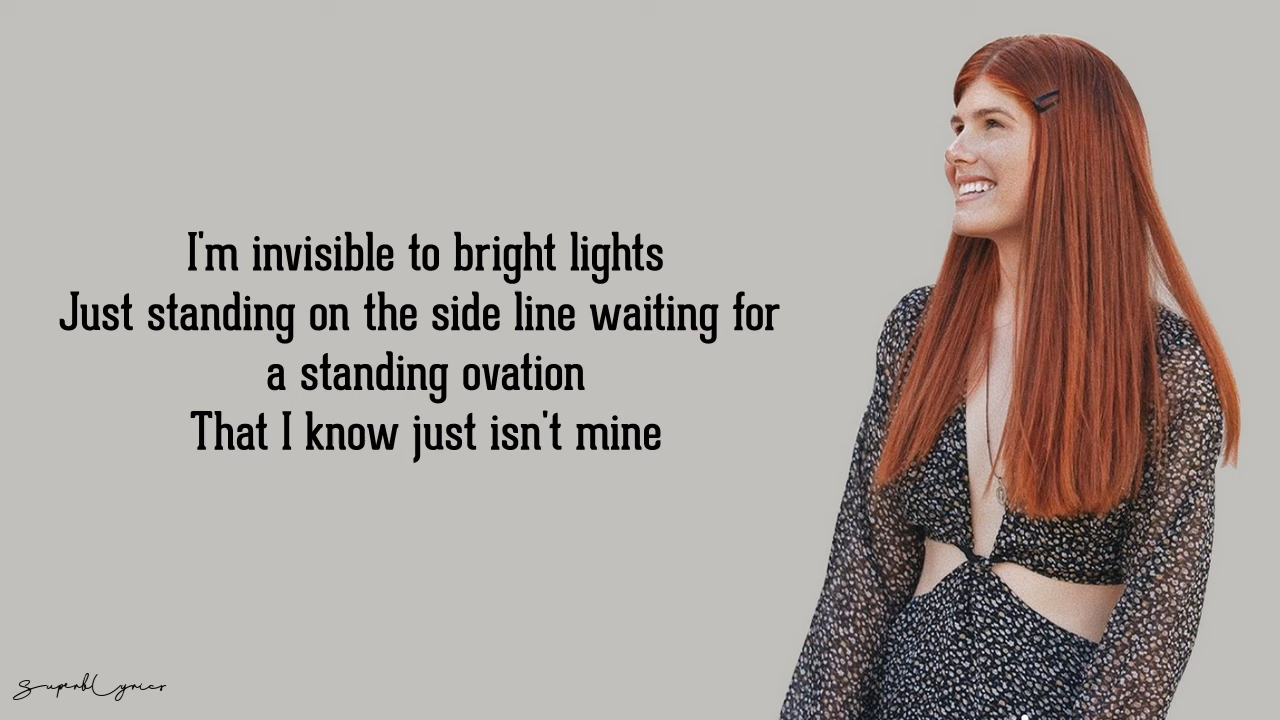 I'm invisible to bright lights
Just standing on the side line waiting for
a standing ovation
That I know just isn't mine
SuperbLyrics